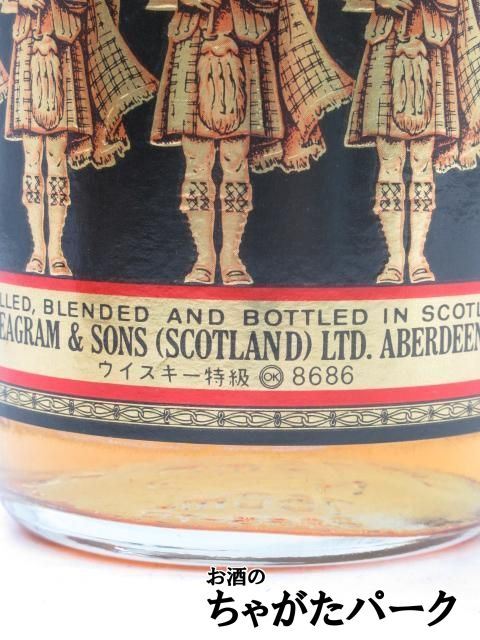 LLED, BLENDED AND BOTTLED IN SCOTL
EAGRAM & SONS (SCOTLAND) LTD. ABERDEEN
ウイスキー特級 OK 8686
お酒の
ちゃがたパーク